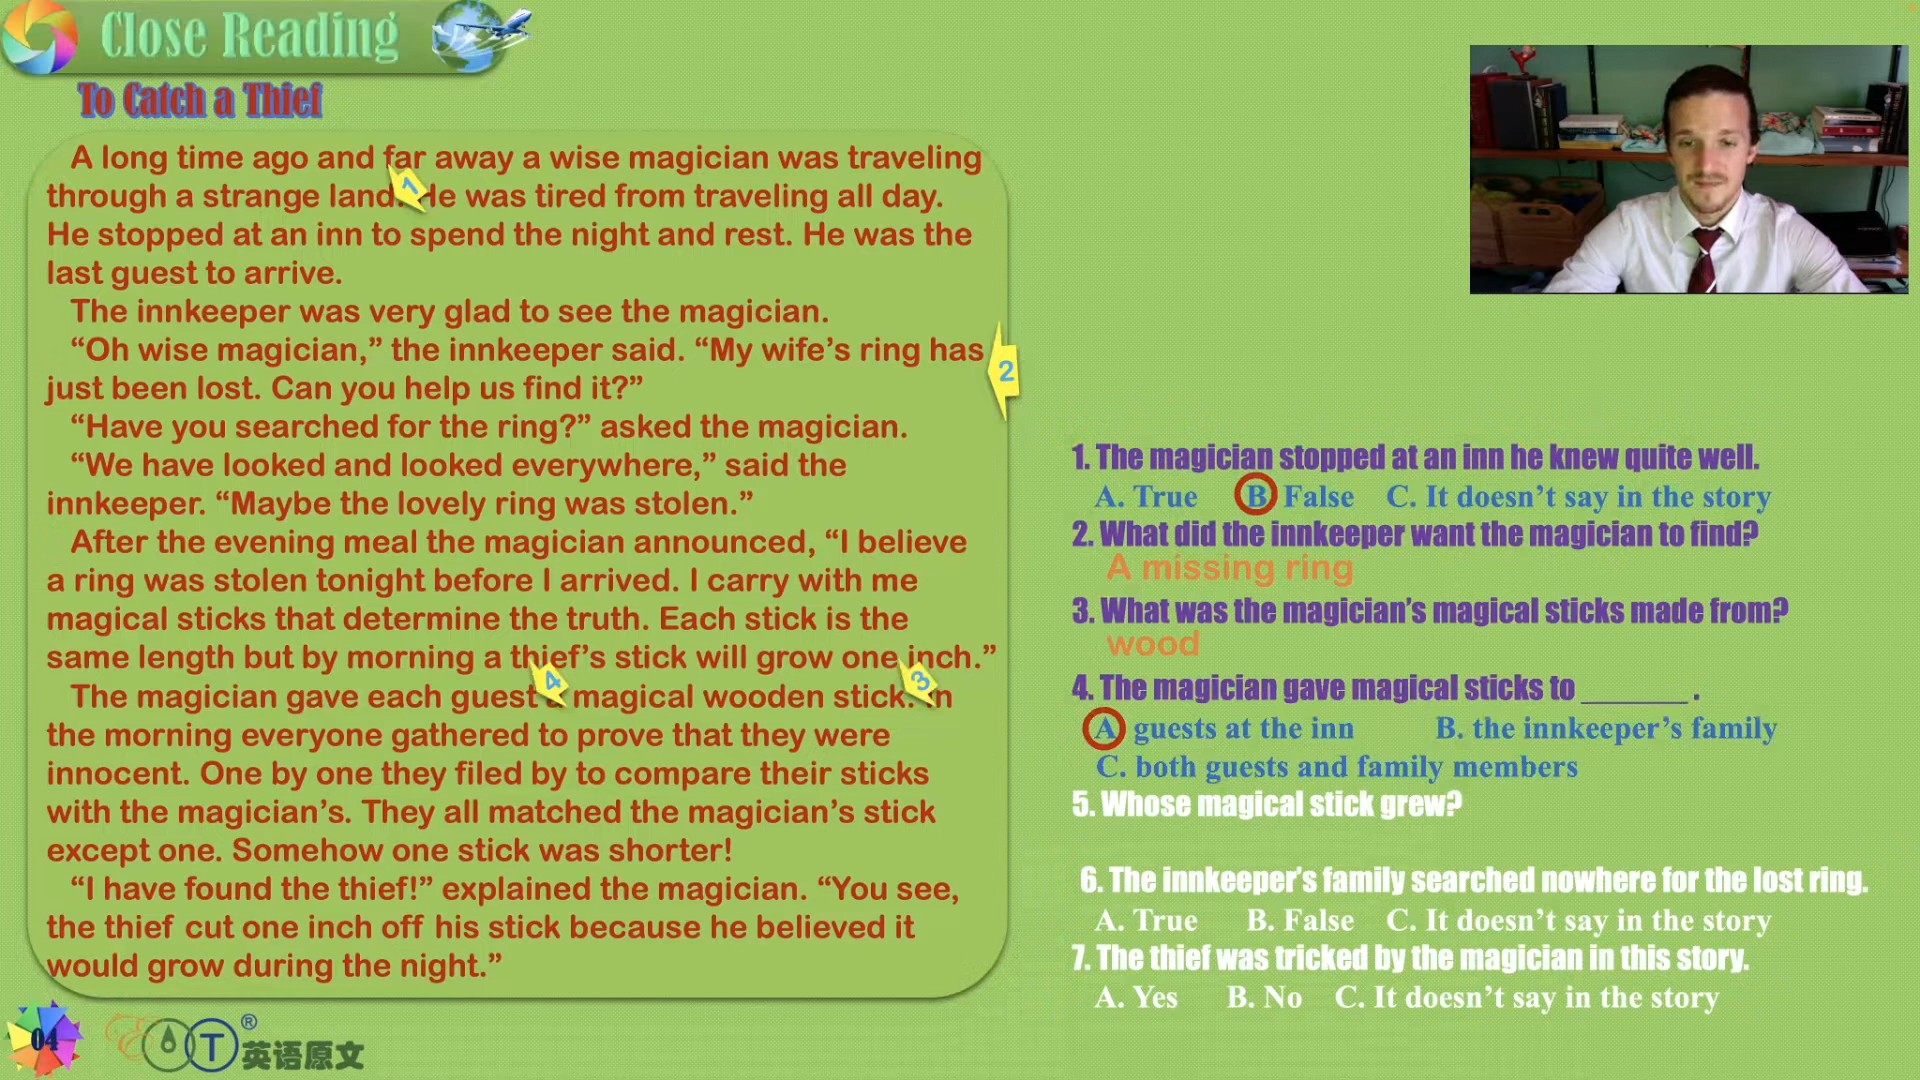 Close Reading
To Catch a Thief
A long time ago and far away a wise magician was traveling
through a strange land. He was tired from traveling all day.
He stopped at an inn to spend the night and rest. He was the
last guest to arrive.
The innkeeper was very glad to see the magician.
“Oh wise magician,” the innkeeper said. “My wife’s ring has
just been lost. Can you help us find it?”
“Have you searched for the ring?” asked the magician.
“We have looked and looked everywhere,” said the
innkeeper. “Maybe the lovely ring was stolen.”
After the evening meal the magician announced, “I believe
a ring was stolen tonight before I arrived. I carry with me
magical sticks that determine the truth. Each stick is the
same length but by morning a thief’s stick will grow one inch.”
The magician gave each guest a magical wooden stick. In
the morning everyone gathered to prove that they were
innocent. One by one they filed by to compare their sticks
with the magician’s. They all matched the magician’s stick
except one. Somehow one stick was shorter!
“I have found the thief!” explained the magician. “You see,
the thief cut one inch off his stick because he believed it
would grow during the night.”
1
2
3
4
1. The magician stopped at an inn he knew quite well.
A. True B. False C. It doesn’t say in the story
2. What did the innkeeper want the magician to find?
A missing ring
3. What was the magician’s magical sticks made from?
wood
4. The magician gave magical sticks to _______ .
A guests at the inn B. the innkeeper’s family
C. both guests and family members
5. Whose magical stick grew?
6. The innkeeper’s family searched nowhere for the lost ring.
A. True B. False C. It doesn’t say in the story
7. The thief was tricked by the magician in this story.
A. Yes B. No C. It doesn’t say in the story
04
T®英语原文